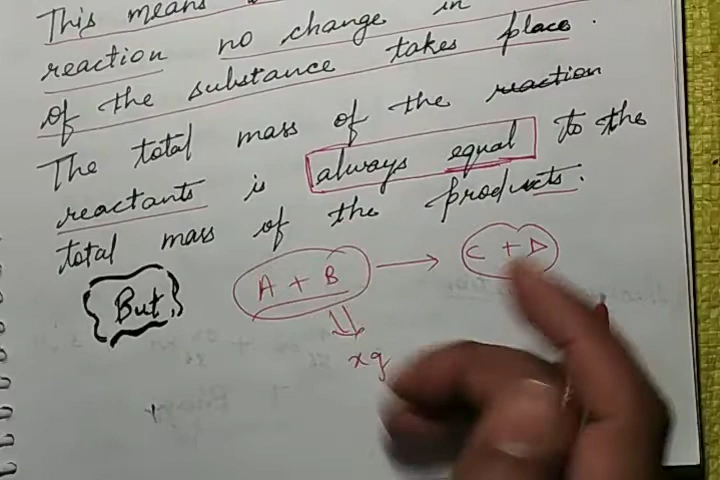 This means
reaction no change in
of the substance takes place.
The total mass of the reaction
reactants is always equal to the
total mass of the products.
A + B → C + D
But
xg